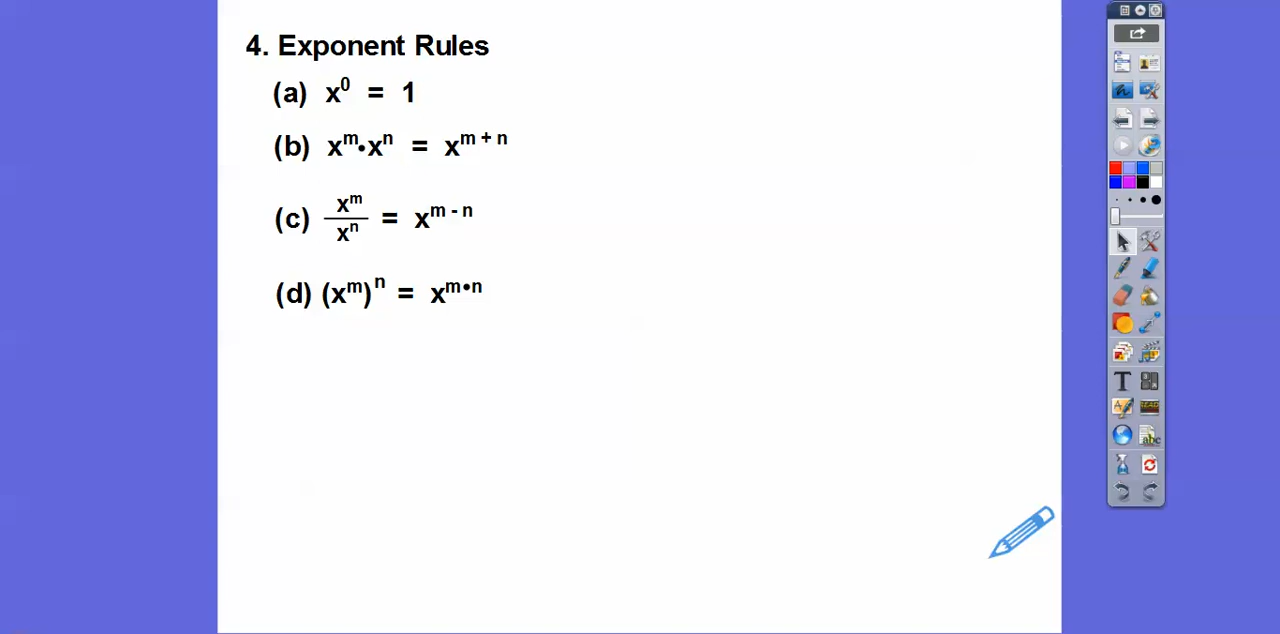 4. Exponent Rules
(a) x⁰ = 1
(b) xᵐ•xⁿ = xᵐ ⁺ ⁿ
(c) xᵐ/xⁿ = xᵐ ⁻ ⁿ
(d) (xᵐ)ⁿ = xᵐ•ⁿ